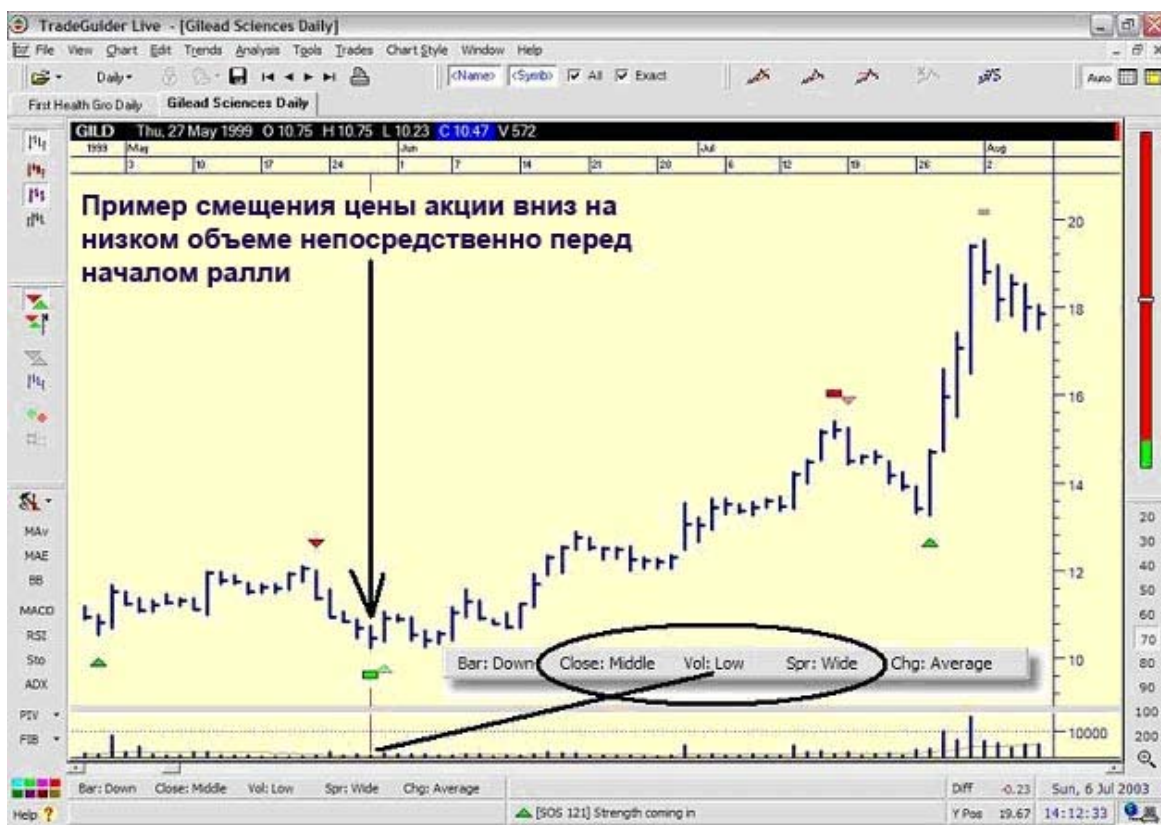 TradeGuider Live - [Gilead Sciences Daily]
File View Chart Edit Trends Analysis Tools Trades Chart Style Window Help
Daily <Name> <Symb> All Exact Auto
First Health Gro Daily Gilead Sciences Daily
GILD Thu, 27 May 1999 O 10.75 H 10.75 L 10.23 C 10.47 V 572
1999 May Jun Jul Aug
3 10 17 24 1 7 14 21 28 6 12 19 26 2
Пример смещения цены акции вниз на
низком объеме непосредственно перед
началом ралли
20
18
16
14
12
10
10000
MAv
MAE
BB
MACD
RSI
Sto
ADX
PIV
FIB
20
30
40
50
60
70
80
90
100
200
Bar: Down Close: Middle Vol: Low Spr: Wide Chg: Average
Bar: Down Close: Middle Vol: Low Spr: Wide Chg: Average Diff -0.23 Sun, 6 Jul 2003
Help ? [SOS 121] Strength coming in Y Pos 19.67 14:12:33